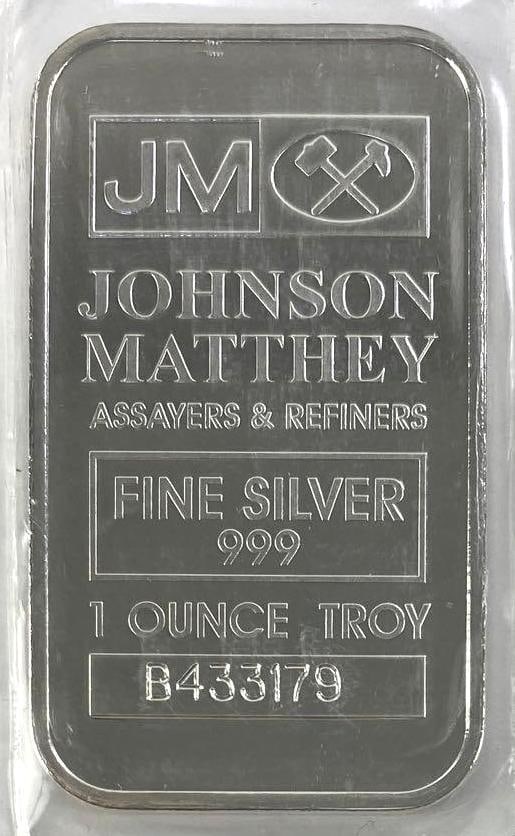 JM
JOHNSON
MATTHEY
ASSAYERS & REFINERS
FINE SILVER
999
1 OUNCE TROY
B433179